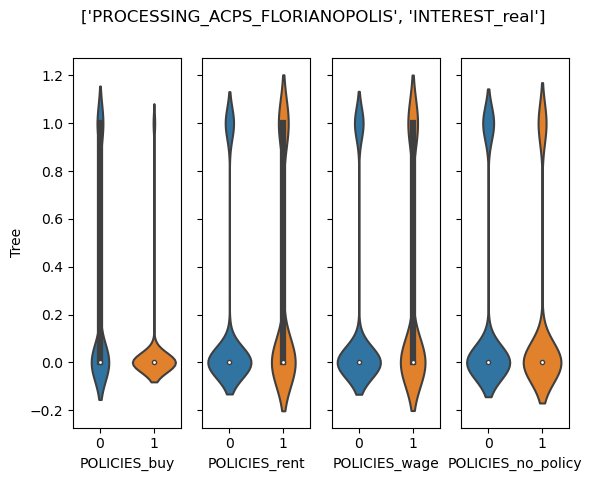 ['PROCESSING_ACPS_FLORIANOPOLIS', 'INTEREST_real']
Tree
1.2
1.0
0.8
0.6
0.4
0.2
0.0
−0.2
0 1 0 1 0 1 0 1
POLICIES_buy POLICIES_rent POLICIES_wage POLICIES_no_policy